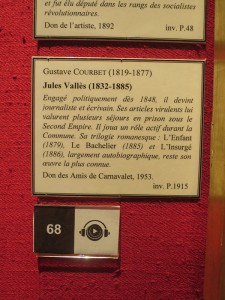 et fut élu député dans les rangs des socialistes
révolutionnaires.
Don de l'artiste, 1892
inv. P.48
Gustave COURBET (1819-1877)
Jules Vallès (1832-1885)
Engagé politiquement dès 1848, il devint
journaliste et écrivain. Ses articles virulents lui
valurent plusieurs séjours en prison sous le
Second Empire. Il joua un rôle actif durant la
Commune. Sa trilogie romanesque : L'Enfant
(1879), Le Bachelier (1885) et L'Insurgé
(1886), largement autobiographique, reste son
œuvre la plus connue.
Don des Amis de Carnavalet, 1953.
inv. P.1915
68